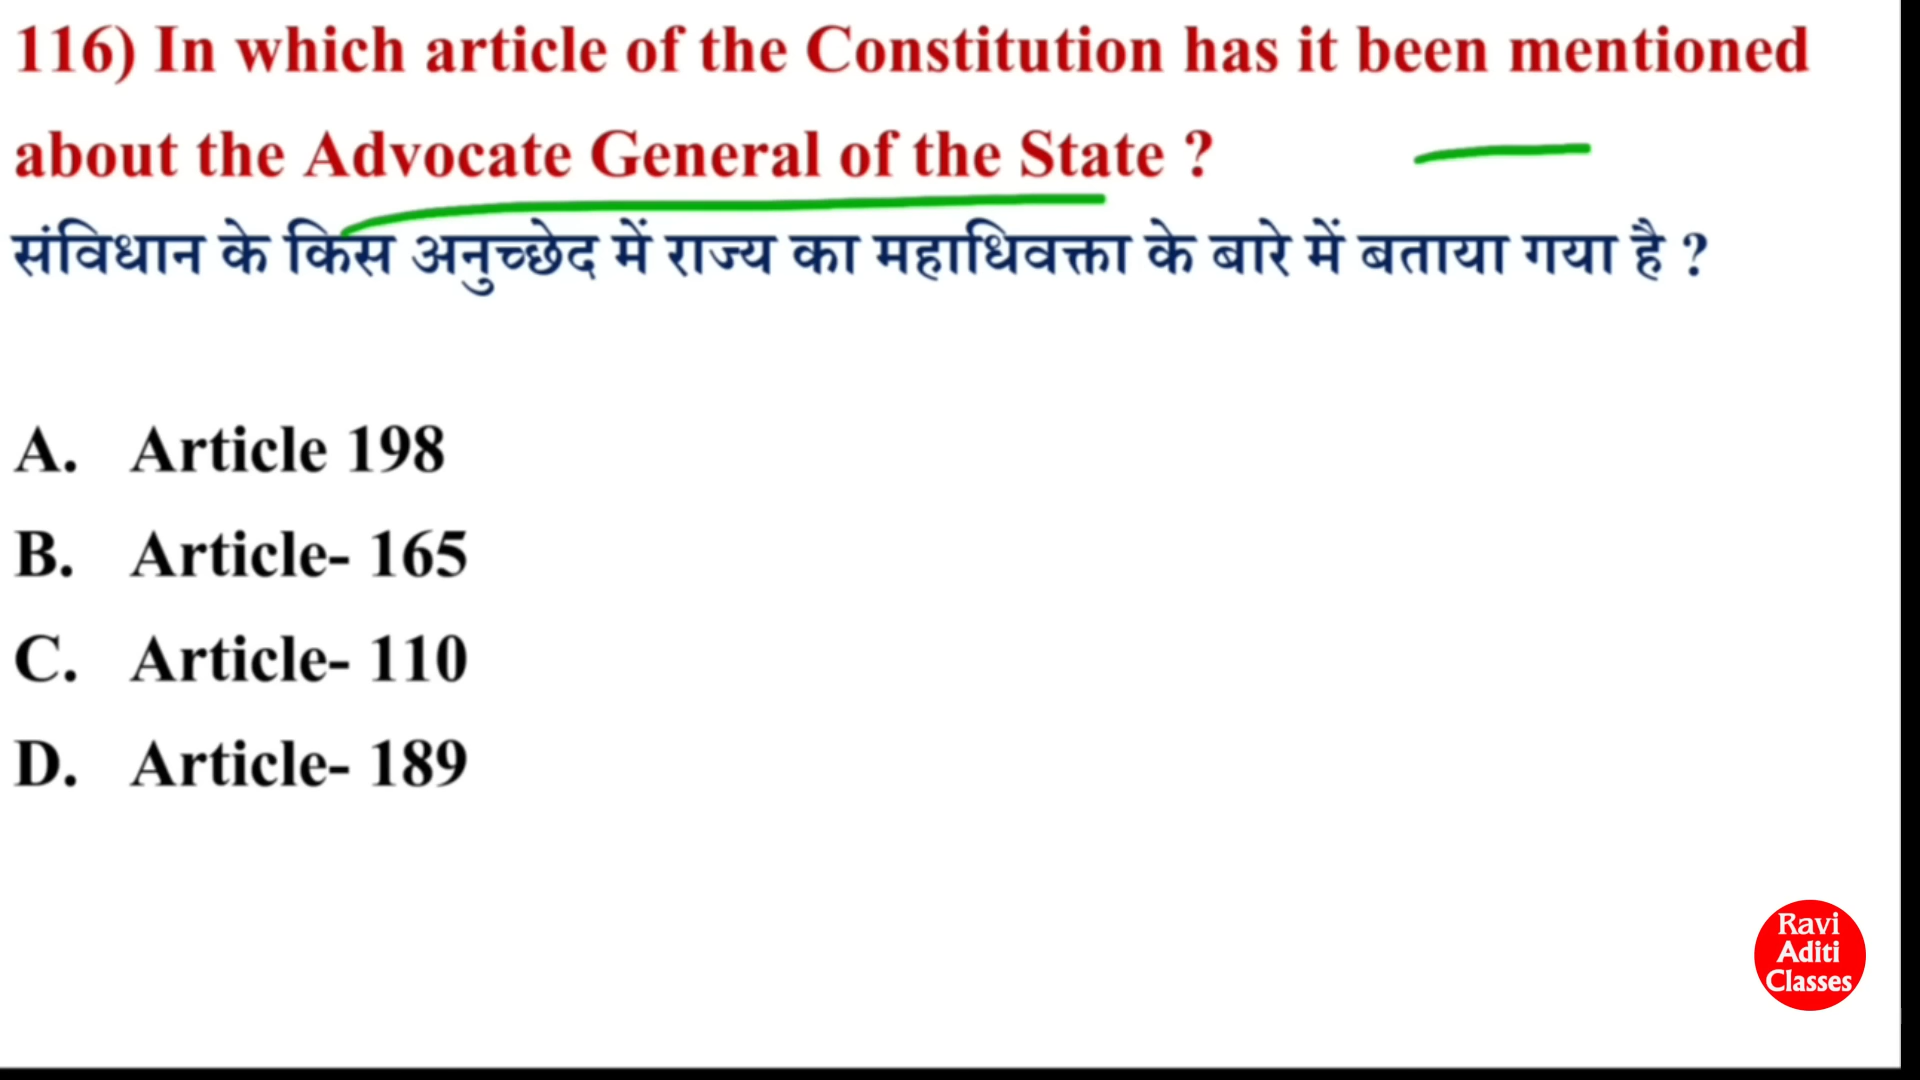 116) In which article of the Constitution has it been mentioned
about the Advocate General of the State ?
संविधान के किस अनुच्छेद में राज्य का महाधिवक्ता के बारे में बताया गया है ?
A. Article 198
B. Article- 165
C. Article- 110
D. Article- 189
Ravi
Aditi
Classes